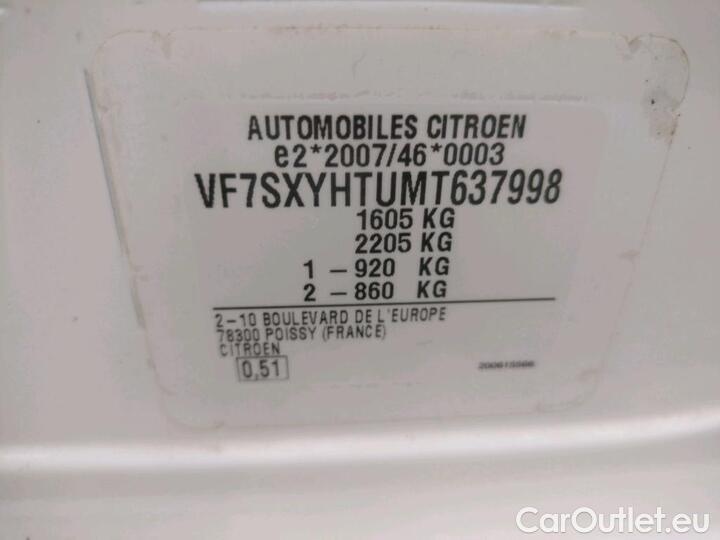 AUTOMOBILES CITROEN
e2*2007/46*0003
VF7SXYHTUMT637998
1605 KG
2205 KG
1 - 920 KG
2 - 860 KG
2-10 BOULEVARD DE L'EUROPE
78300 POISSY (FRANCE)
CITROEN
0,51
CarOutlet.eu